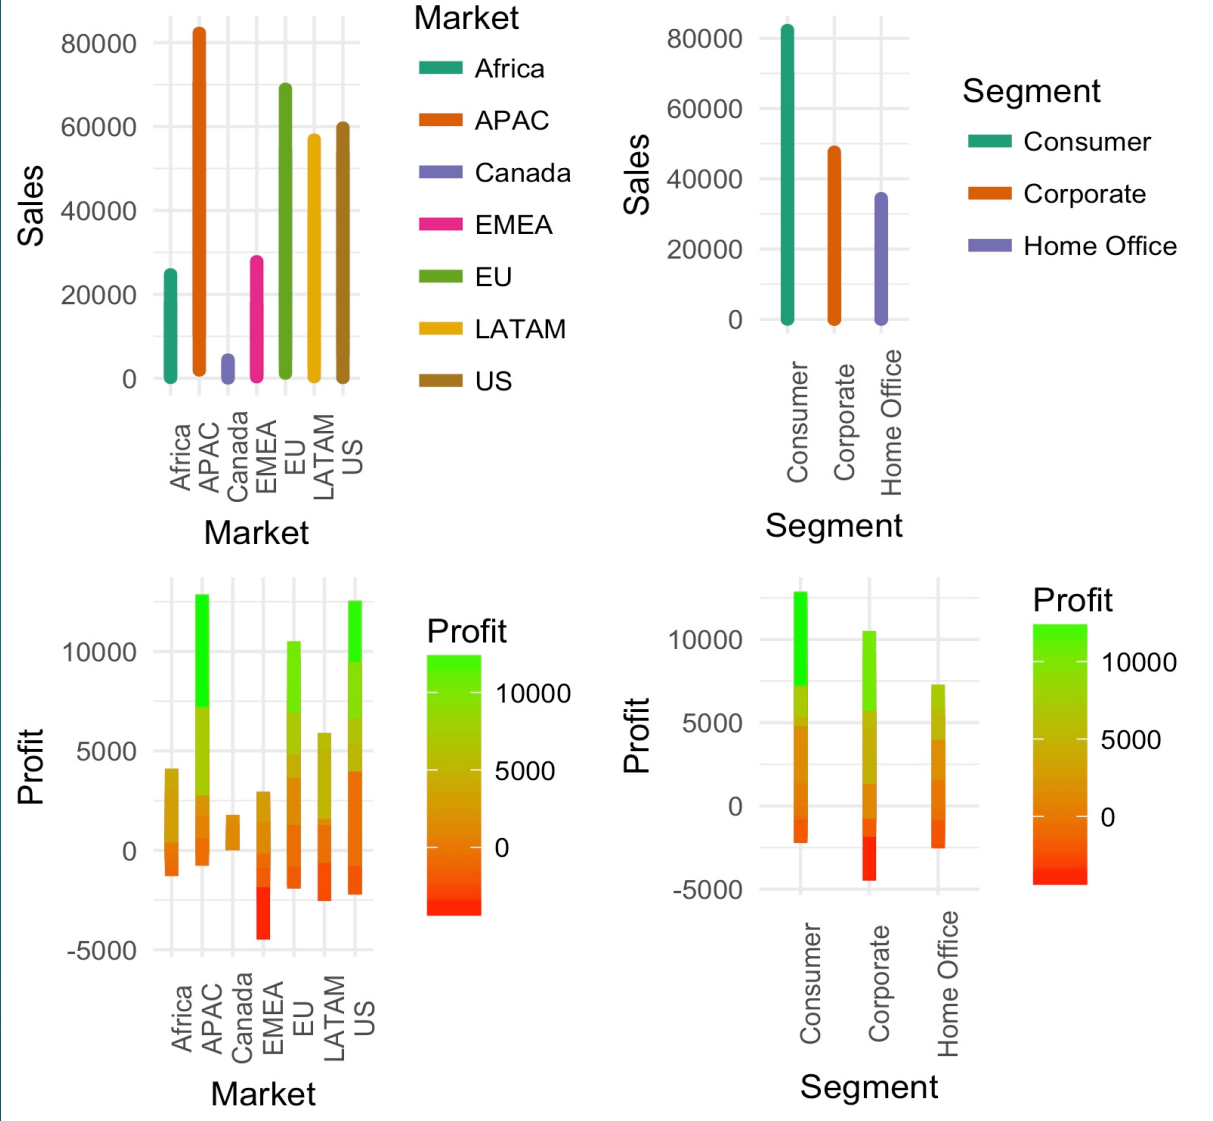 Market
Africa
APAC
Canada
EMEA
EU
LATAM
US
80000
60000
40000
20000
0
Sales
Africa
APAC
Canada
EMEA
EU
LATAM
US
Market
80000
60000
40000
20000
0
Sales
Consumer
Corporate
Home Office
Segment
Segment
Consumer
Corporate
Home Office
10000
5000
0
-5000
Profit
Africa
APAC
Canada
EMEA
EU
LATAM
US
Market
Profit
10000
5000
0
10000
5000
0
-5000
Profit
Consumer
Corporate
Home Office
Segment
Profit
10000
5000
0